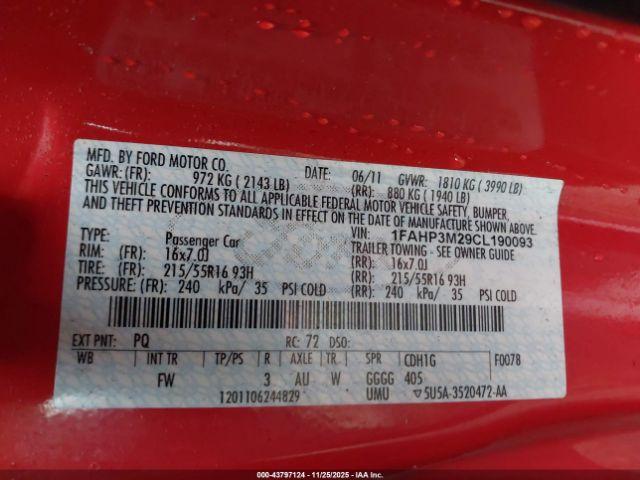 MFD. BY FORD MOTOR CO.
DATE: 06/11 GVWR: 1810 KG ( 3990 LB)
GAWR: (FR): 972 KG ( 2143 LB) (RR): 880 KG ( 1940 LB)
THIS VEHICLE CONFORMS TO ALL APPLICABLE FEDERAL MOTOR VEHICLE SAFETY, BUMPER,
AND THEFT PREVENTION STANDARDS IN EFFECT ON THE DATE OF MANUFACTURE SHOWN ABOVE.
VIN: 1FAHP3M29CL190093
TYPE: Passenger Car TRAILER TOWING - SEE OWNER GUIDE
RIM: (FR): 16x7.0J (RR): 16x7.0J
TIRE: (FR): 215/55R16 93H (RR): 215/55R16 93H
PRESSURE: (FR): 240 kPa/ 35 PSI COLD (RR): 240 kPa/ 35 PSI COLD
EXT PNT: PQ RC: 72 DSO:
WB INT TR TP/PS R AXLE TR SPR CDH1G F0078
FW 3 AU W GGGG 405
1201106244829 UMU ▽5U5A-3520472-AA
000-43797124 - 11/25/2025 - IAAI.com